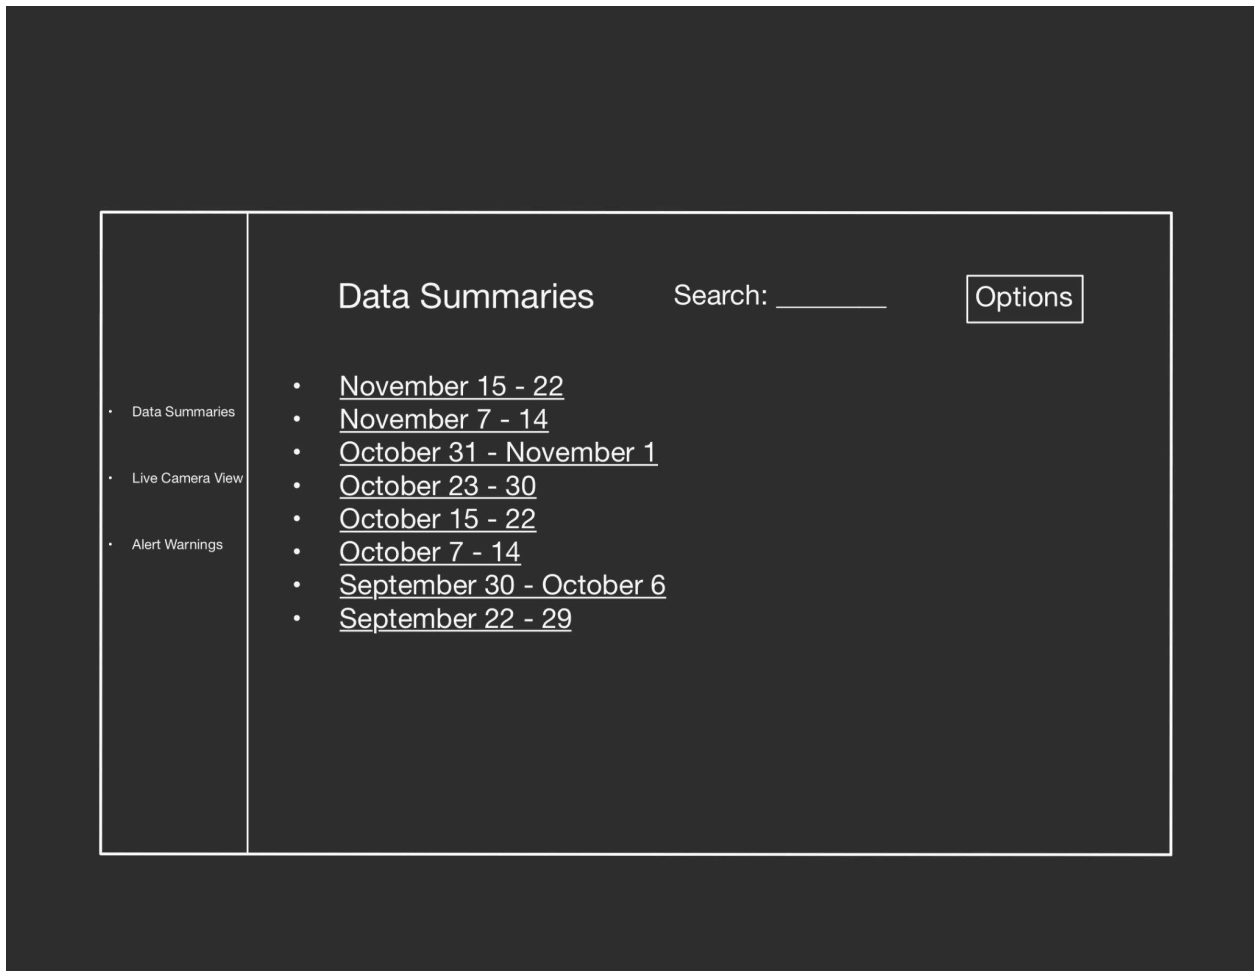 Data Summaries
Live Camera View
Alert Warnings
Data Summaries
Search: ________
Options
November 15 - 22
November 7 - 14
October 31 - November 1
October 23 - 30
October 15 - 22
October 7 - 14
September 30 - October 6
September 22 - 29